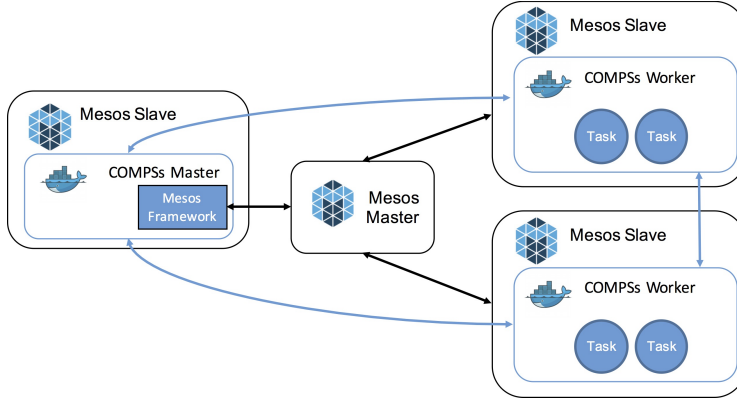 Mesos Slave
COMPSs Master
Mesos
Framework
Mesos
Master
Mesos Slave
COMPSs Worker
Task Task
Mesos Slave
COMPSs Worker
Task Task